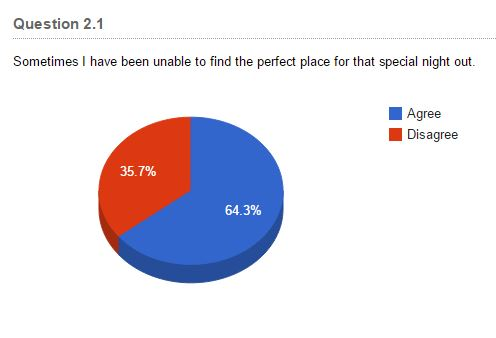 Question 2.1
Sometimes I have been unable to find the perfect place for that special night out.
Agree
Disagree
35.7%
64.3%